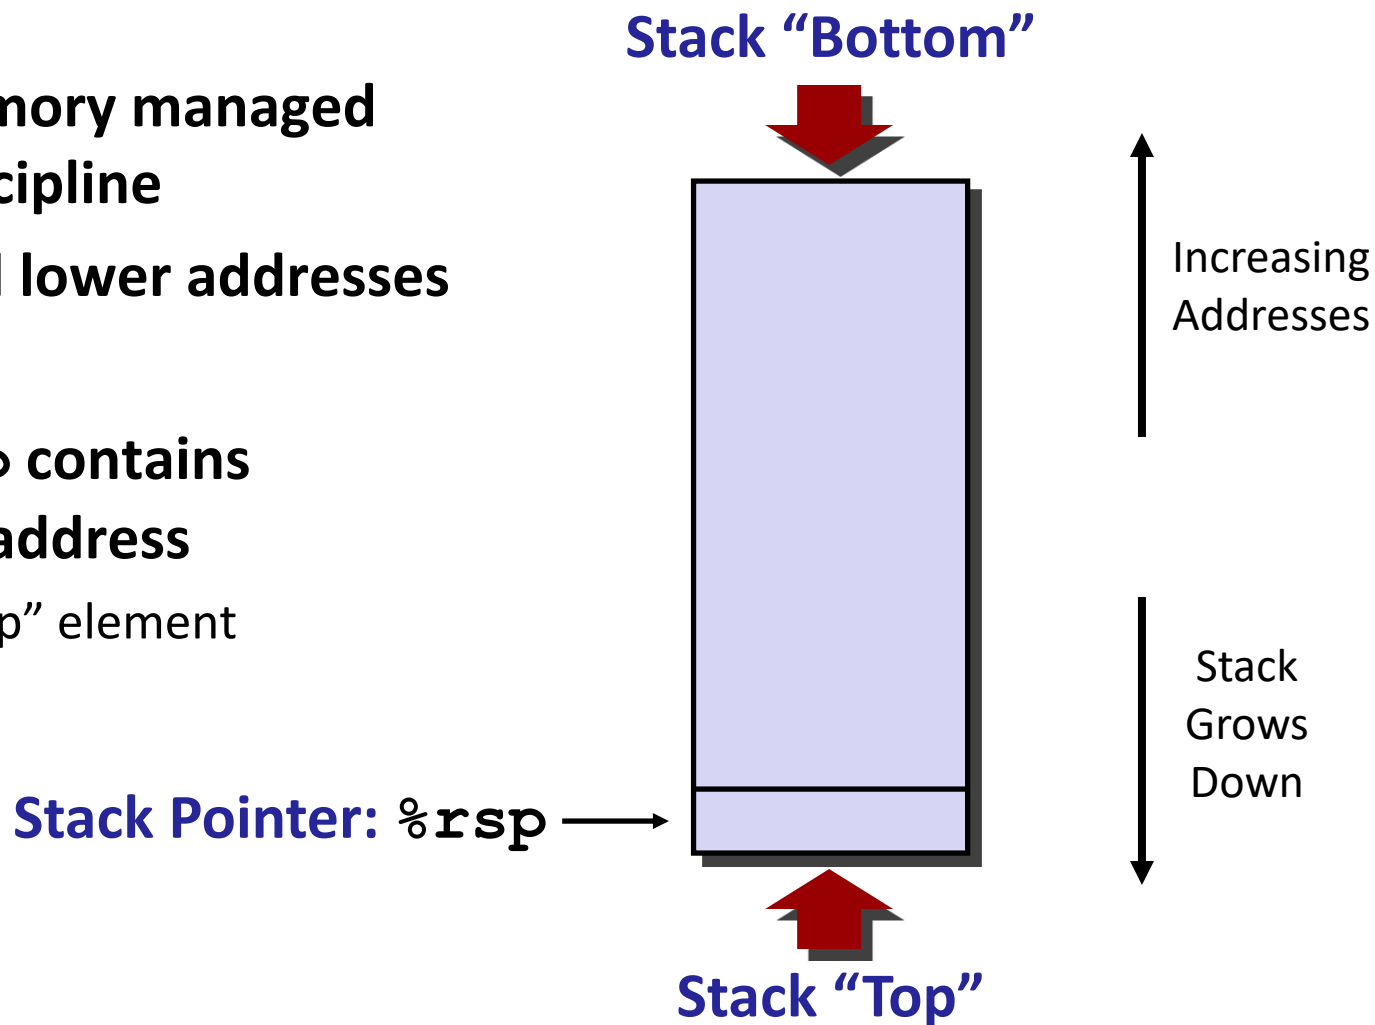 Stack “Bottom”
mory managed
cipline
lower addresses
contains
address
p” element
Increasing
Addresses
Stack
Grows
Down
Stack Pointer: %rsp
Stack “Top”